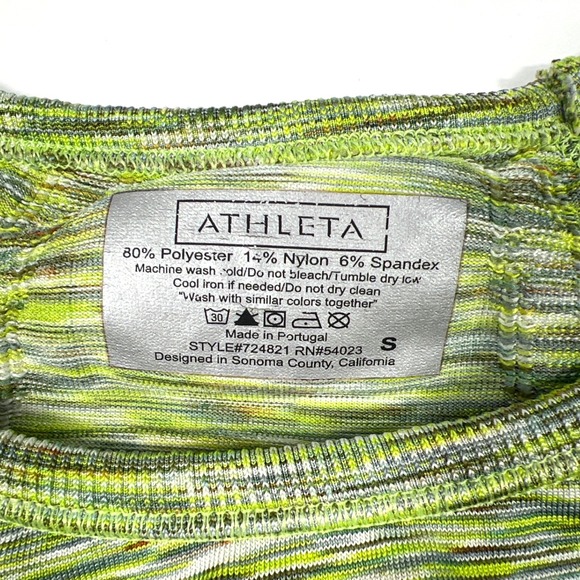 ATHLETA
80% Polyester 14% Nylon 6% Spandex
Machine wash cold/Do not bleach/Tumble dry low
Cool iron if needed/Do not dry clean
"Wash with similar colors together"
30
Made in Portugal
STYLE#724821 RN#54023 S
Designed in Sonoma County, California